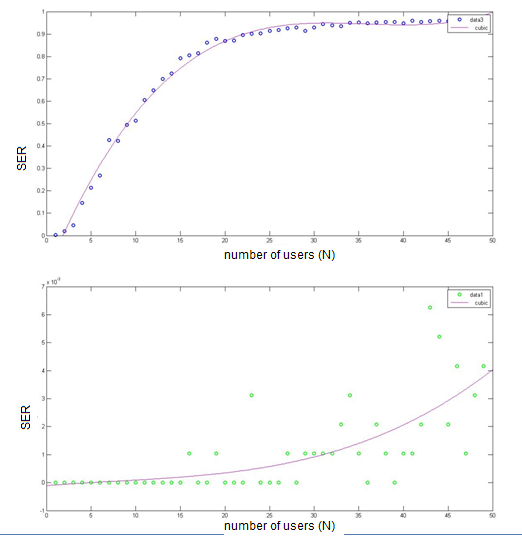 1
0.9
0.8
0.7
0.6
0.5
0.4
0.3
0.2
0.1
0
SER
data3
cubic
0 5 10 15 20 25 30 35 40 45 50
number of users (N)
7 x 10⁻³
6
5
4
3
2
1
0
-1
SER
data1
cubic
0 5 10 15 20 25 30 35 40 45 50
number of users (N)